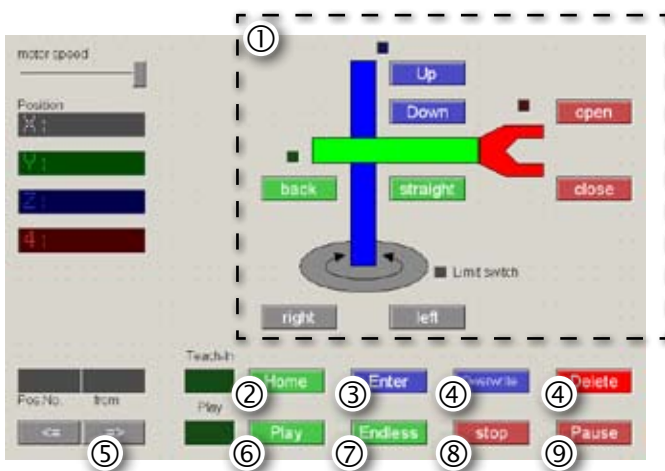 ①
motor speed
Up
Position
X:
Down
open
Y:
back
straight
close
Z:
4:
Limit switch
right
left
Teach-In
② Home
③ Enter
④ Overwrite
④ Delete
Pos.No.
from
Play
<=
=>
⑤
⑥ Play
⑦ Endless
⑧ stop
⑨ Pause